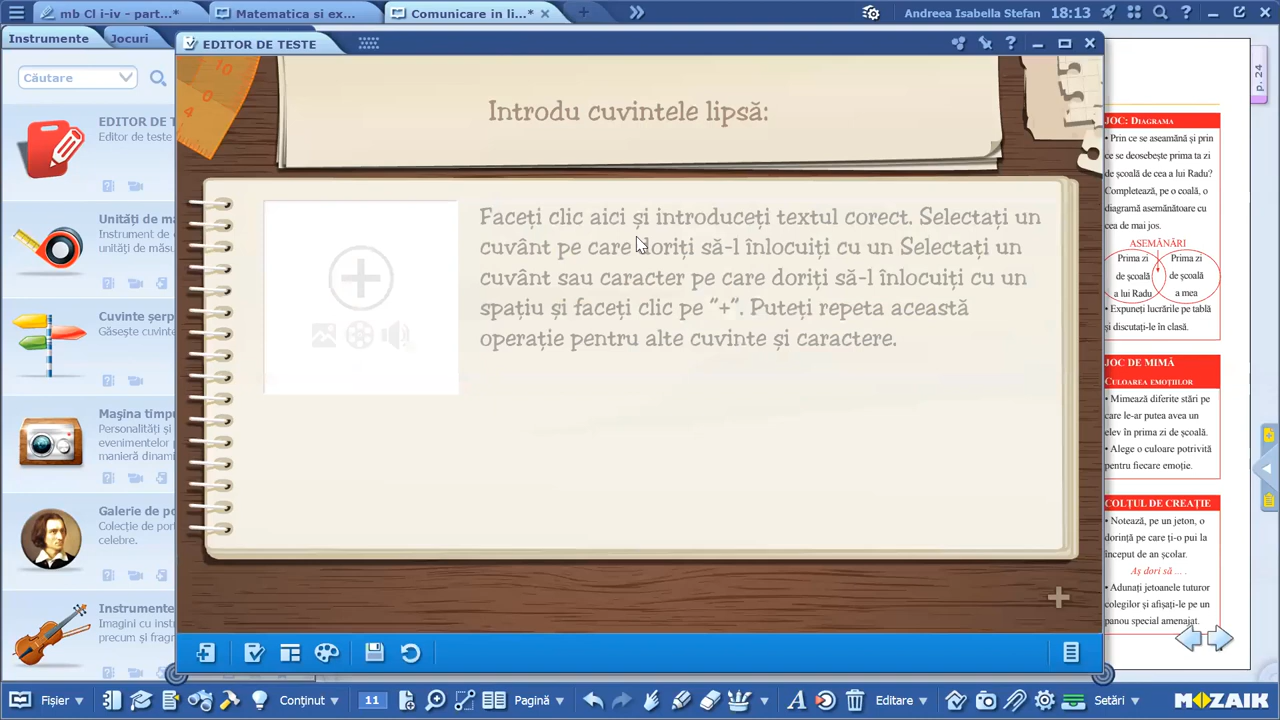 mb Cl i-iv - part...*
Matematica si ex...*
Comunicare in li...*
Andreea Isabella Stefan
18:13
Instrumente
Jocuri
Căutare
EDITOR DE T
Editor de teste
Unități de mă
Instrument de
unități de măsu
Cuvinte șerp
Găsește cuvinte
Mașina timpu
Personalități și
evenimentelor p
manieră dinami
Galerie de po
Colecție de port
celebre.
Instrumente
Imagini cu instr
precum și fragm
EDITOR DE TESTE
Introdu cuvintele lipsă:
Faceți clic aici și introduceți textul corect. Selectați un
cuvânt pe care doriți să-l înlocuiți cu un. Selectați un
cuvânt sau caracter pe care doriți să-l înlocuiți cu un
spațiu și faceți clic pe "+". Puteți repeta această
operație pentru alte cuvinte și caractere.
p. 24
JOC: Diagrama
• Prin ce se aseamănă și prin
ce se deosebește prima ta zi
de școală de cea a lui Radu?
Completează, pe o coală, o
diagramă asemănătoare cu
cea de mai jos.
ASEMĂNĂRI
Prima zi
de școală
a lui Radu
Prima zi
de școală
a mea
• Expuneți lucrările pe tablă
și discutați-le în clasă.
JOC DE MIMĂ
Culoarea emoțiilor
• Mimează diferite stări pe
care le-ar putea avea un
elev în prima zi de școală.
• Alege o culoare potrivită
pentru fiecare emoție.
COLȚUL DE CREAȚIE
• Notează, pe un jeton, o
dorință pe care ți-o pui la
început de an școlar.
Aș dori să ... .
• Adunați jetoanele tuturor
colegilor și afișați-le pe un
panou special amenajat.
Fișier
Conținut
11
Pagină
Editare
Setări
MOZAIK